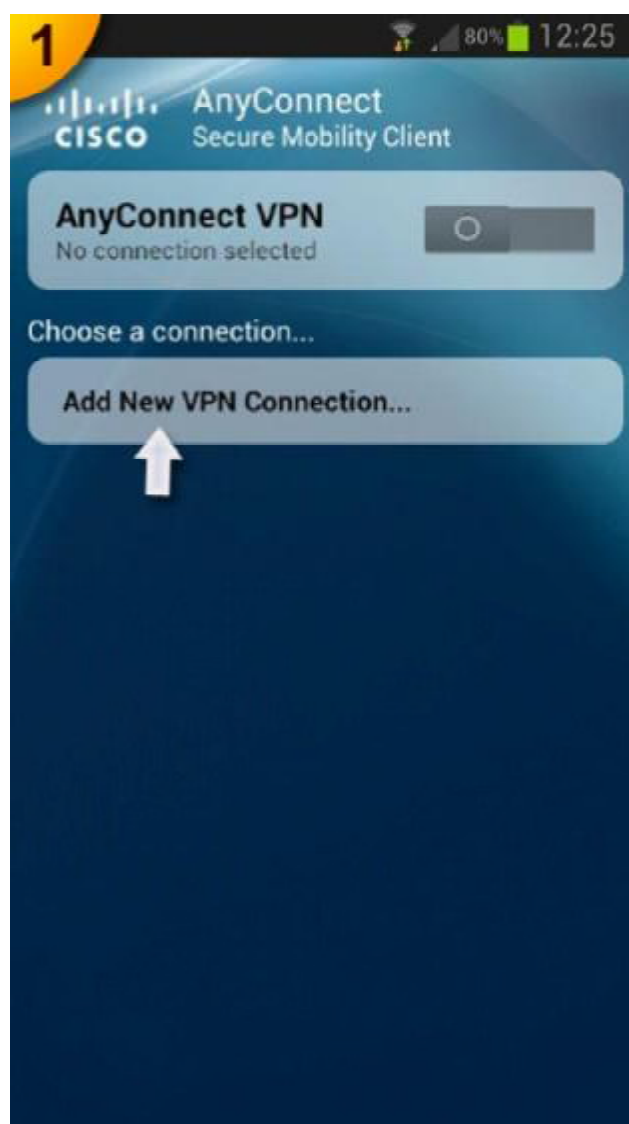 1
80% 12:25
CISCO
AnyConnect
Secure Mobility Client
AnyConnect VPN
No connection selected
Choose a connection...
Add New VPN Connection...